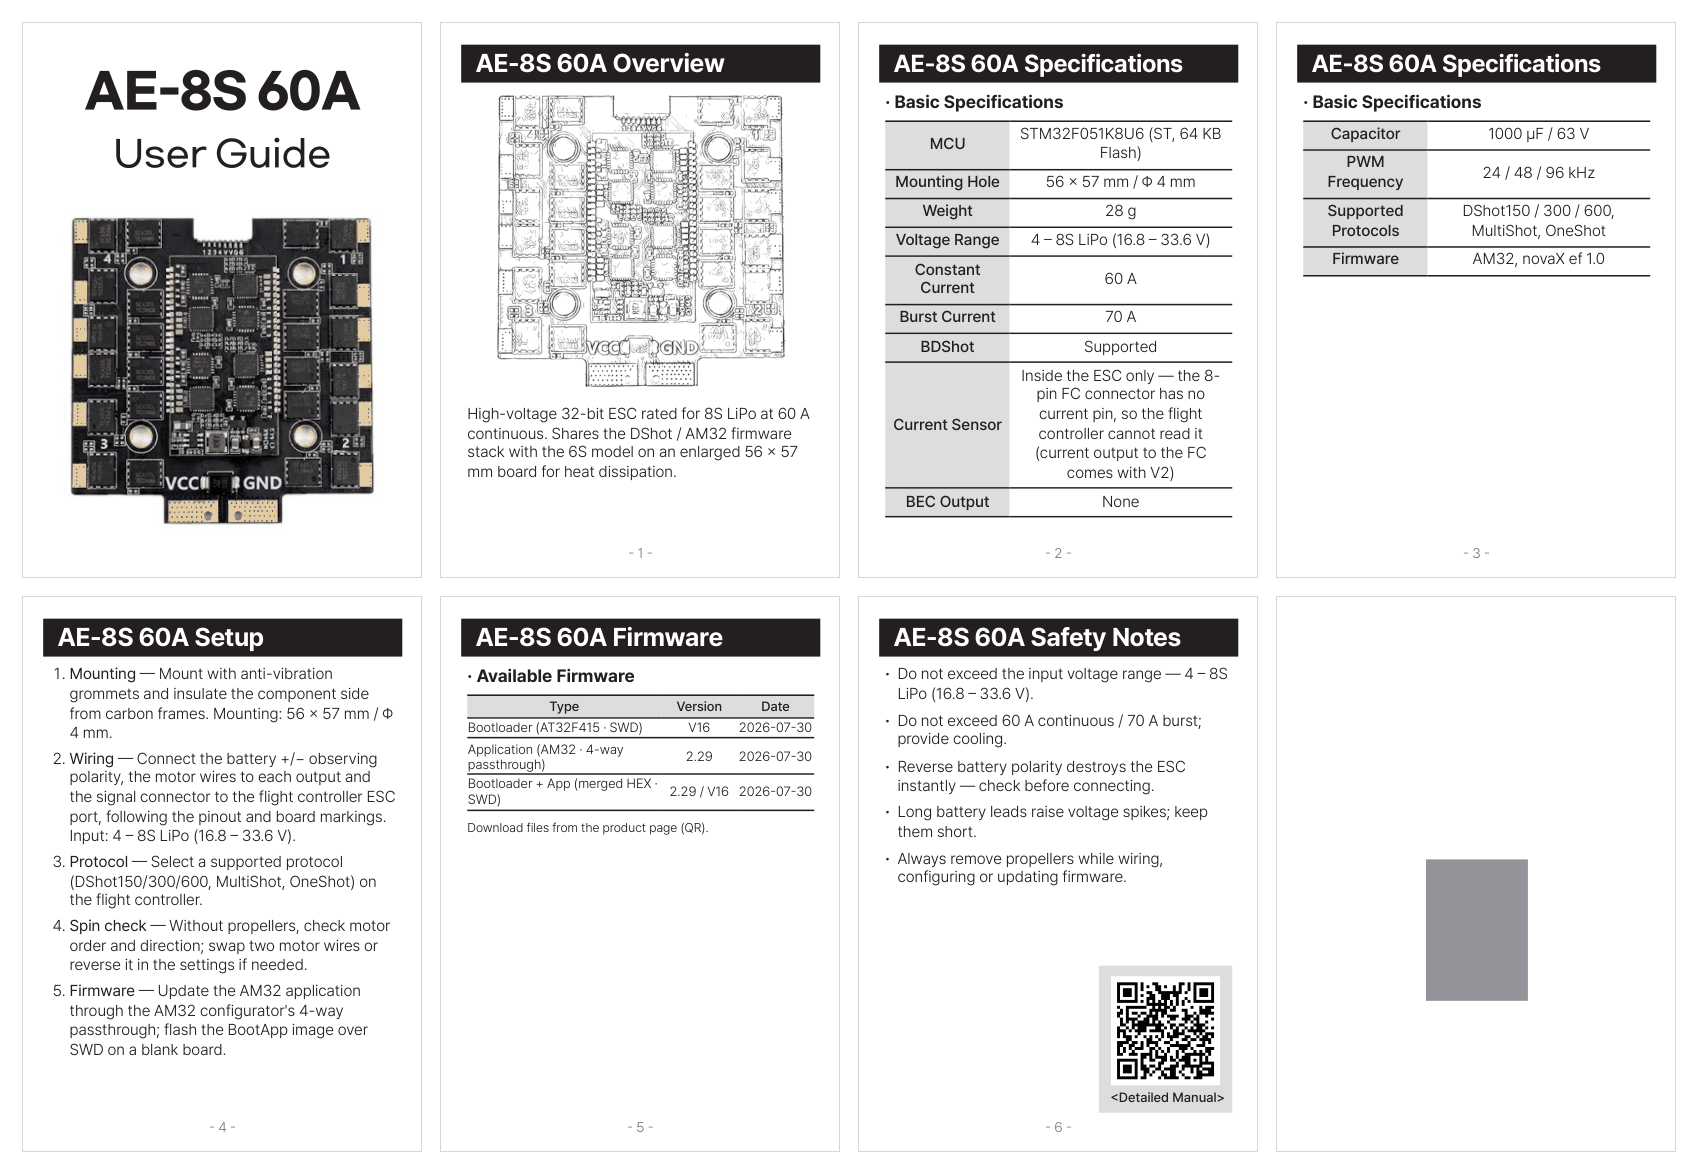 AE-8S 60A
User Guide
1234VVGG
4
1
3
2
VCC
GND
AE-8S 60A Overview
VCC
GND
High-voltage 32-bit ESC rated for 8S LiPo at 60 A
continuous. Shares the DShot / AM32 firmware
stack with the 6S model on an enlarged 56 × 57
mm board for heat dissipation.
- 1 -
AE-8S 60A Specifications
· Basic Specifications
MCU
STM32F051K8U6 (ST, 64 KB
Flash)
Mounting Hole
56 × 57 mm / Φ 4 mm
Weight
28 g
Voltage Range
4 – 8S LiPo (16.8 – 33.6 V)
Constant
Current
60 A
Burst Current
70 A
BDShot
Supported
Current Sensor
Inside the ESC only — the 8-
pin FC connector has no
current pin, so the flight
controller cannot read it
(current output to the FC
comes with V2)
BEC Output
None
- 2 -
AE-8S 60A Specifications
· Basic Specifications
Capacitor
1000 µF / 63 V
PWM
Frequency
24 / 48 / 96 kHz
Supported
Protocols
DShot150 / 300 / 600,
MultiShot, OneShot
Firmware
AM32, novaX ef 1.0
- 3 -
AE-8S 60A Setup
1. Mounting — Mount with anti-vibration
grommets and insulate the component side
from carbon frames. Mounting: 56 × 57 mm / Φ
4 mm.
2. Wiring — Connect the battery +/− observing
polarity, the motor wires to each output and
the signal connector to the flight controller ESC
port, following the pinout and board markings.
Input: 4 – 8S LiPo (16.8 – 33.6 V).
3. Protocol — Select a supported protocol
(DShot150/300/600, MultiShot, OneShot) on
the flight controller.
4. Spin check — Without propellers, check motor
order and direction; swap two motor wires or
reverse it in the settings if needed.
5. Firmware — Update the AM32 application
through the AM32 configurator's 4-way
passthrough; flash the BootApp image over
SWD on a blank board.
- 4 -
AE-8S 60A Firmware
· Available Firmware
Type Version Date
Bootloader (AT32F415 · SWD) V16 2026-07-30
Application (AM32 · 4-way
passthrough) 2.29 2026-07-30
Bootloader + App (merged HEX ·
SWD) 2.29 / V16 2026-07-30
Download files from the product page (QR).
- 5 -
AE-8S 60A Safety Notes
· Do not exceed the input voltage range — 4 – 8S
LiPo (16.8 – 33.6 V).
· Do not exceed 60 A continuous / 70 A burst;
provide cooling.
· Reverse battery polarity destroys the ESC
instantly — check before connecting.
· Long battery leads raise voltage spikes; keep
them short.
· Always remove propellers while wiring,
configuring or updating firmware.
<Detailed Manual>
- 6 -